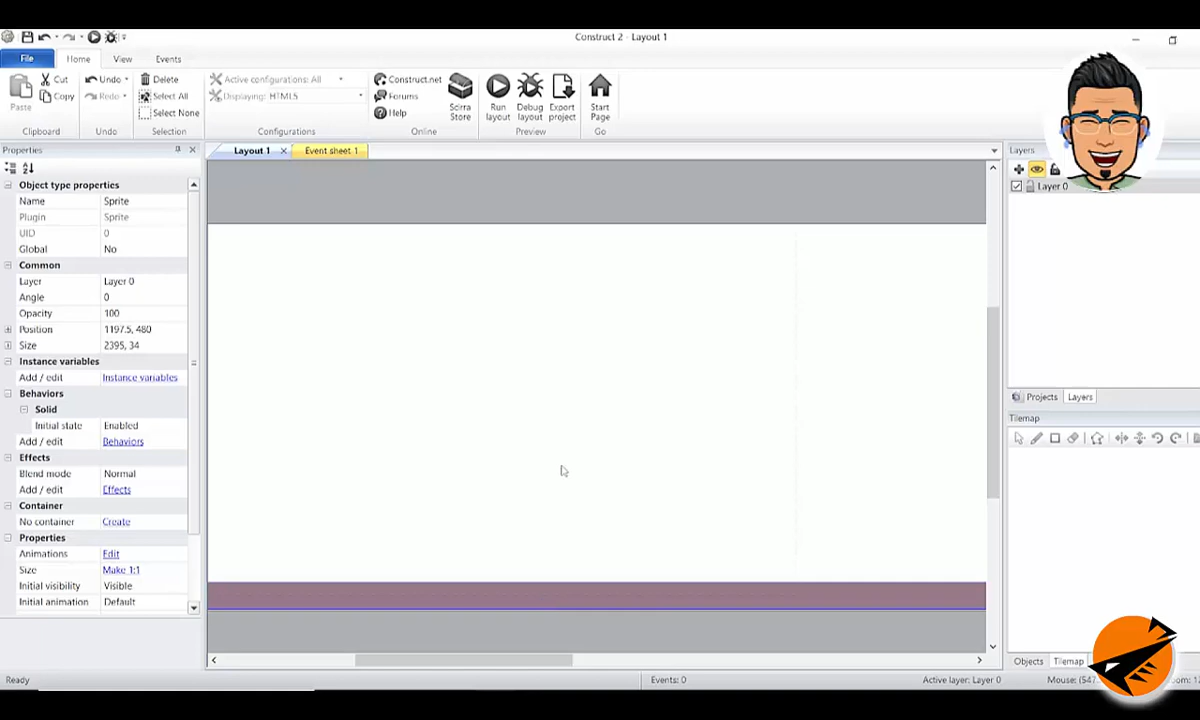 Construct 2 - Layout 1
File Home View Events
Paste Cut Copy Undo Redo Delete Select All Select None
Active configurations: All
Displaying: HTML5
Construct.net Forums Help Scirra Store
Run layout Debug layout Export project Start Page
Clipboard Undo Selection Configurations Online Preview Go
Properties
Layout 1 Event sheet 1
Layers
Layer 0
Object type properties
Name Sprite
Plugin Sprite
UID 0
Global No
Common
Layer Layer 0
Angle 0
Opacity 100
Position 1197.5, 480
Size 2395, 34
Instance variables
Add / edit Instance variables
Behaviors
Solid
Initial state Enabled
Add / edit Behaviors
Effects
Blend mode Normal
Add / edit Effects
Container
No container Create
Properties
Animations Edit
Size Make 1:1
Initial visibility Visible
Initial animation Default
Projects Layers
Tilemap
Objects Tilemap
Ready
Events: 0
Active layer: Layer 0
Mouse: (547.